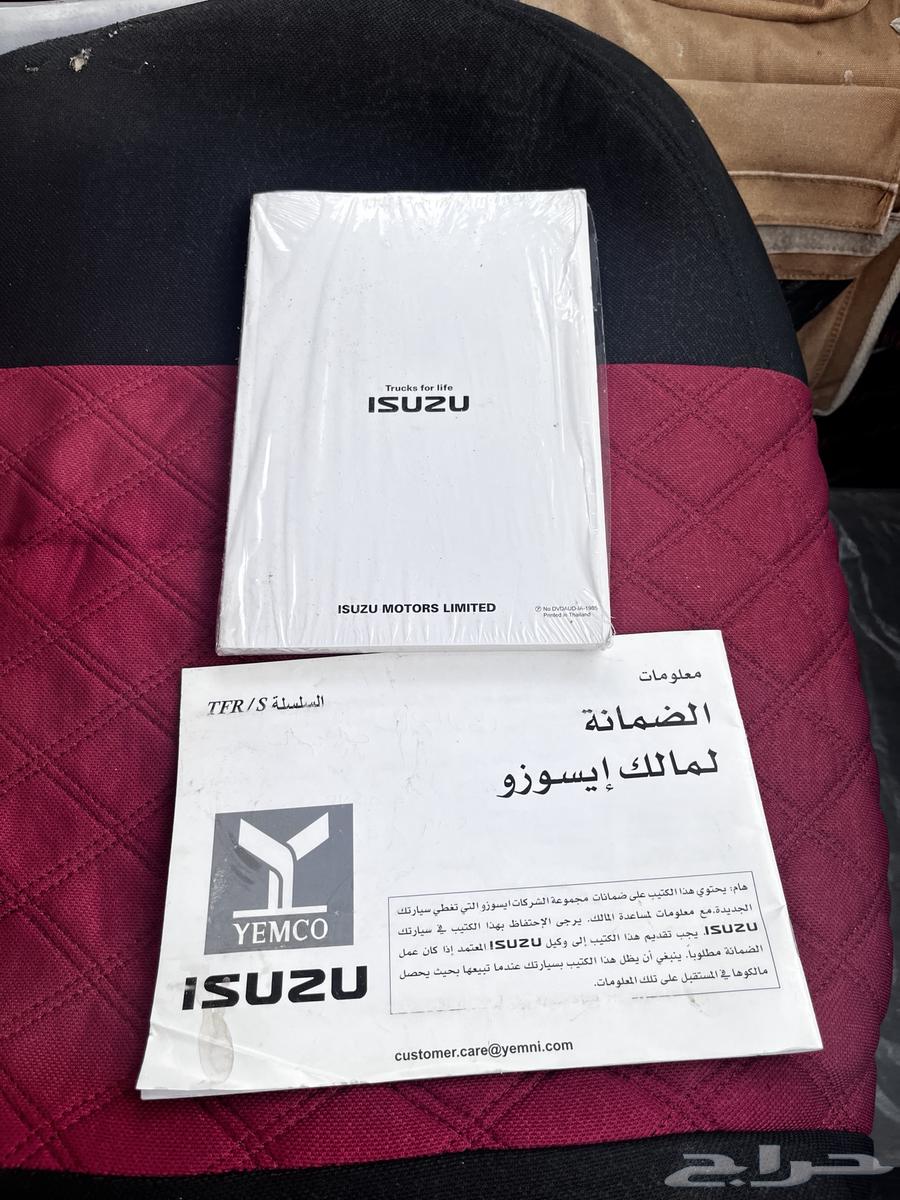 Trucks for life
ISUZU
ISUZU MOTORS LIMITED
Ⓟ No DVDAUD-IA-1985
Printed in Thailand
معلومات
الضمانة
لمالك إيسوزو
السلسلة TFR / S
YEMCO
ISUZU
هام: يحتوي هذا الكتيب على ضمانات مجموعة الشركات ايسوزو التي تغطي سيارتك
الجديدة.مع معلومات لمساعدة المالك. يرجى الإحتفاظ بهذا الكتيب في سيارتك
ISUZU. يجب تقديم هذا الكتيب إلى وكيل ISUZU المعتمد إذا كان عمل
الضمانة مطلوباً. ينبغي أن يظل هذا الكتيب بسيارتك عندما تبيعها بحيث يحصل
مالكوها في المستقبل على تلك المعلومات.
customer.care@yemni.com
حراج